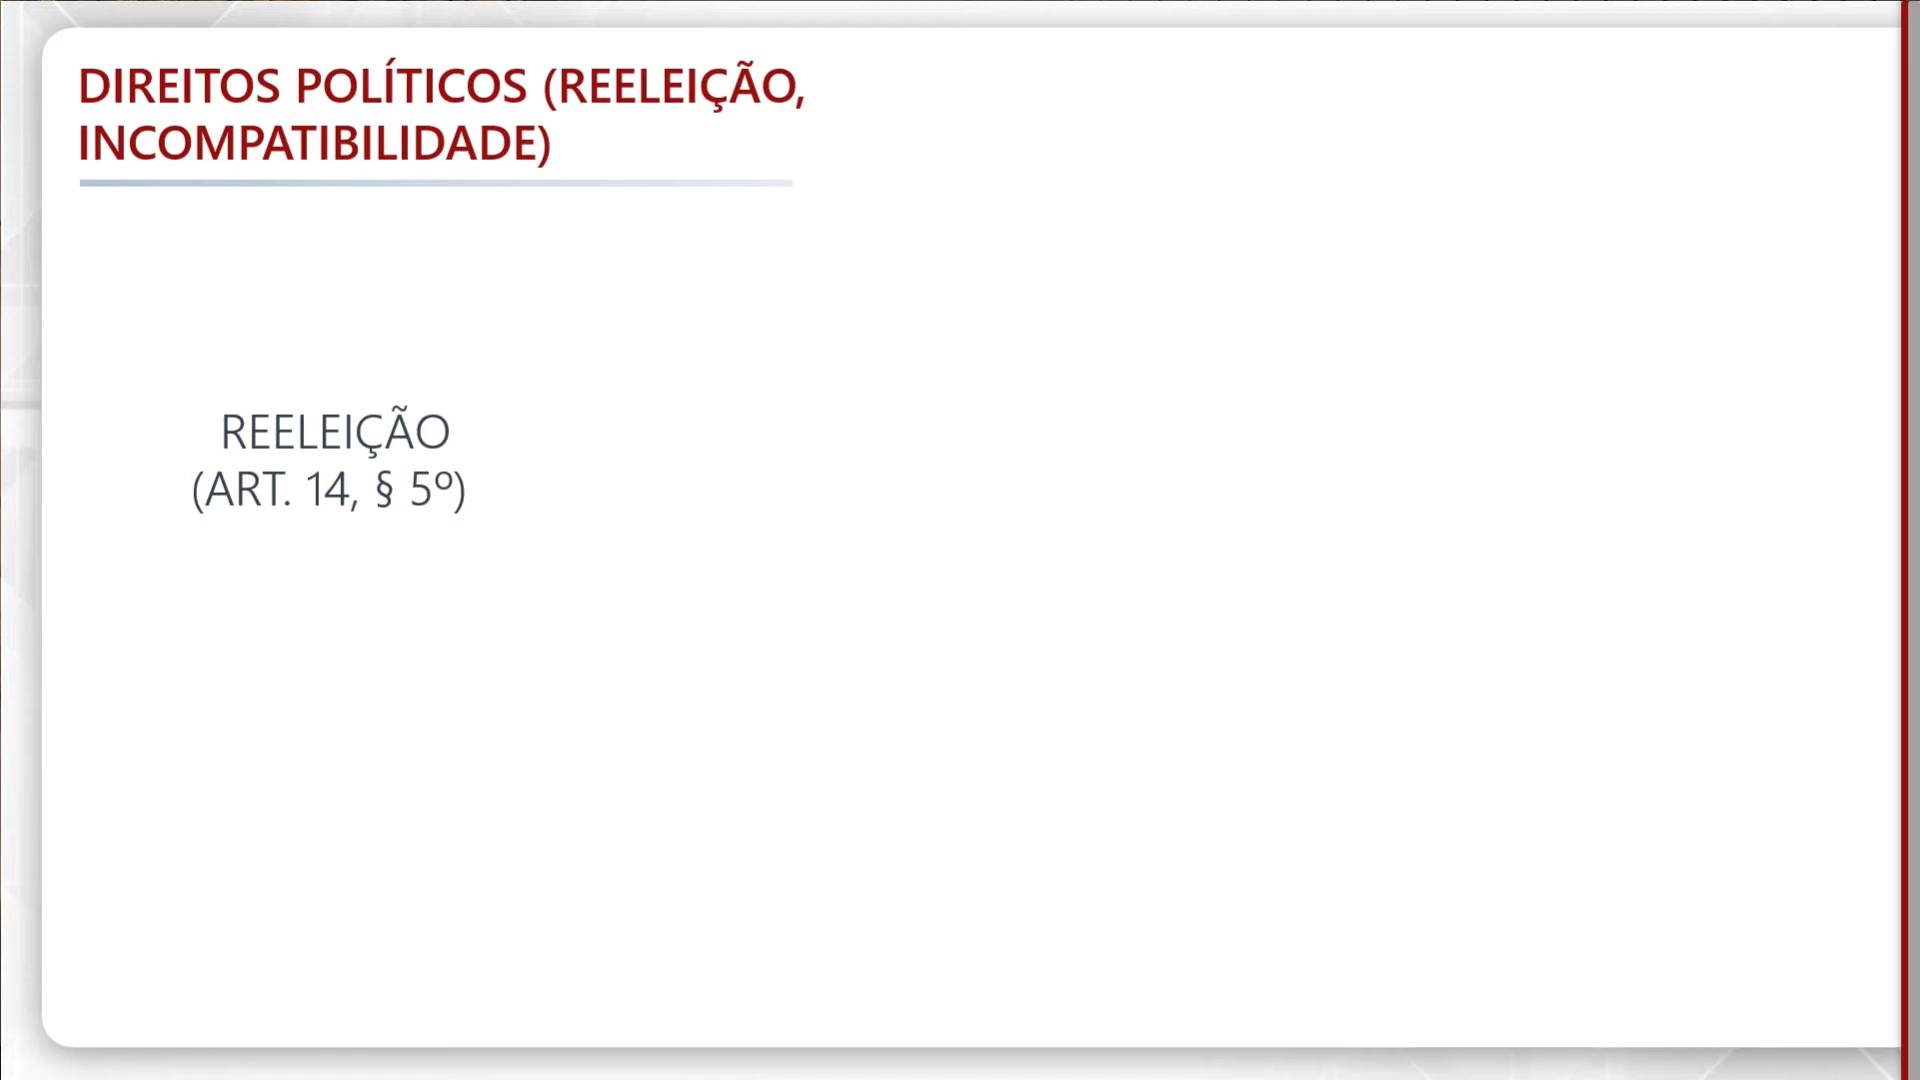 DIREITOS POLÍTICOS (REELEIÇÃO,
INCOMPATIBILIDADE)
REELEIÇÃO
(ART. 14, § 5º)